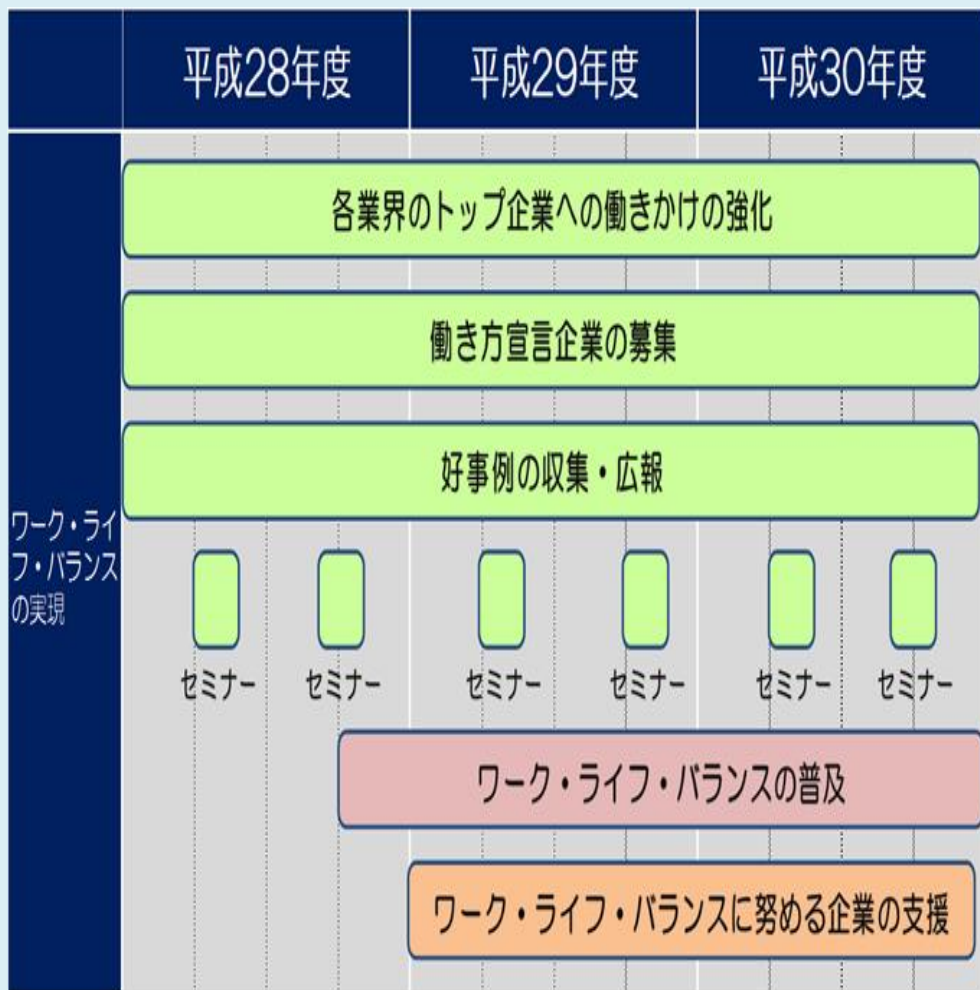 平成28年度
平成29年度
平成30年度
ワーク・ライ
フ・バランス
の実現
各業界のトップ企業への働きかけの強化
働き方宣言企業の募集
好事例の収集・広報
セミナー
セミナー
セミナー
セミナー
セミナー
セミナー
ワーク・ライフ・バランスの普及
ワーク・ライフ・バランスに努める企業の支援